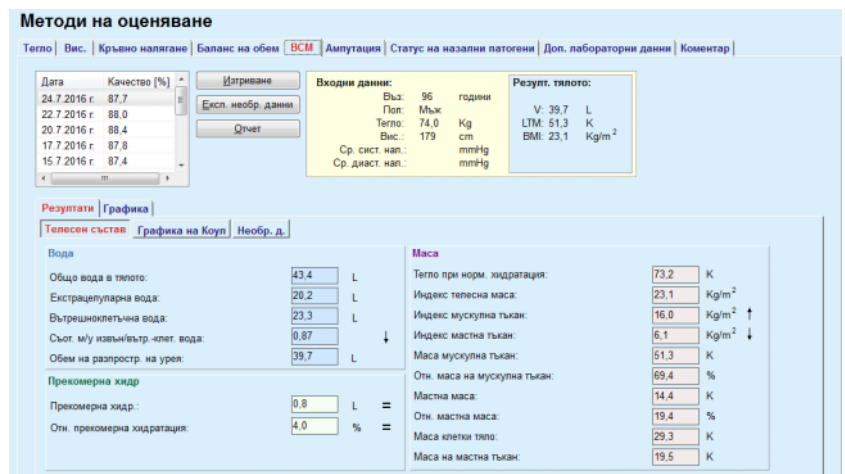 Методи на оценяване
Тегло Вис. Кръвно налягане Баланс на обем BCM Ампутация Статус на назални патогени Доп. лабораторни данни Коментар
Дата Качество [%]
24.7.2016 г. 87,7
22.7.2016 г. 88,0
20.7.2016 г. 88,4
17.7.2016 г. 87,8
15.7.2016 г. 87,4
Изтриване
Експ. необр. данни
Отчет
Входни данни:
Въз: 96 години
Пол: Мъж
Тегло: 74,0 Kg
Вис.: 179 cm
Ср. сист. нап.: mmHg
Ср. диаст. нап.: mmHg
Резулт. тялото:
V: 39,7 L
LTM: 51,3 K
BMI: 23,1 Kg/m²
Резултати Графика
Телесен състав Графика на Коул Необр. д.
Вода
Общо вода в тялото: 43,4 L
Екстрацелуларна вода: 20,2 L
Вътрешноклетъчна вода: 23,3 L
Съот. м/у извън/вътр.-клет. вода: 0,87 ↓
Обем на разпростр. на урея: 39,7 L
Прекомерна хидр
Прекомерна хидр.: 0,8 L =
Отн. прекомерна хидратация: 4,0 % =
Маса
Тегло при норм. хидратация: 73,2 K
Индекс телесна маса: 23,1 Kg/m²
Индекс мускулна тъкан: 16,0 Kg/m² ↑
Индекс мастна тъкан: 6,1 Kg/m² ↓
Маса мускулна тъкан: 51,3 K
Отн. маса на мускулна тъкан: 69,4 %
Мастна маса: 14,4 K
Отн. мастна маса: 19,4 %
Маса клетки тяло: 29,3 K
Маса на мастна тъкан: 19,5 K